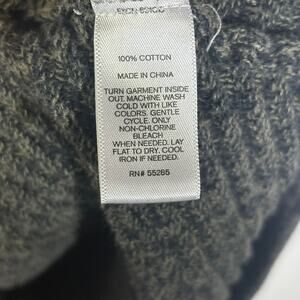 100% COTTON
MADE IN CHINA
TURN GARMENT INSIDE
OUT. MACHINE WASH
COLD WITH LIKE
COLORS. GENTLE
CYCLE. ONLY
NON-CHLORINE
BLEACH
WHEN NEEDED. LAY
FLAT TO DRY. COOL
IRON IF NEEDED.
RN# 55285